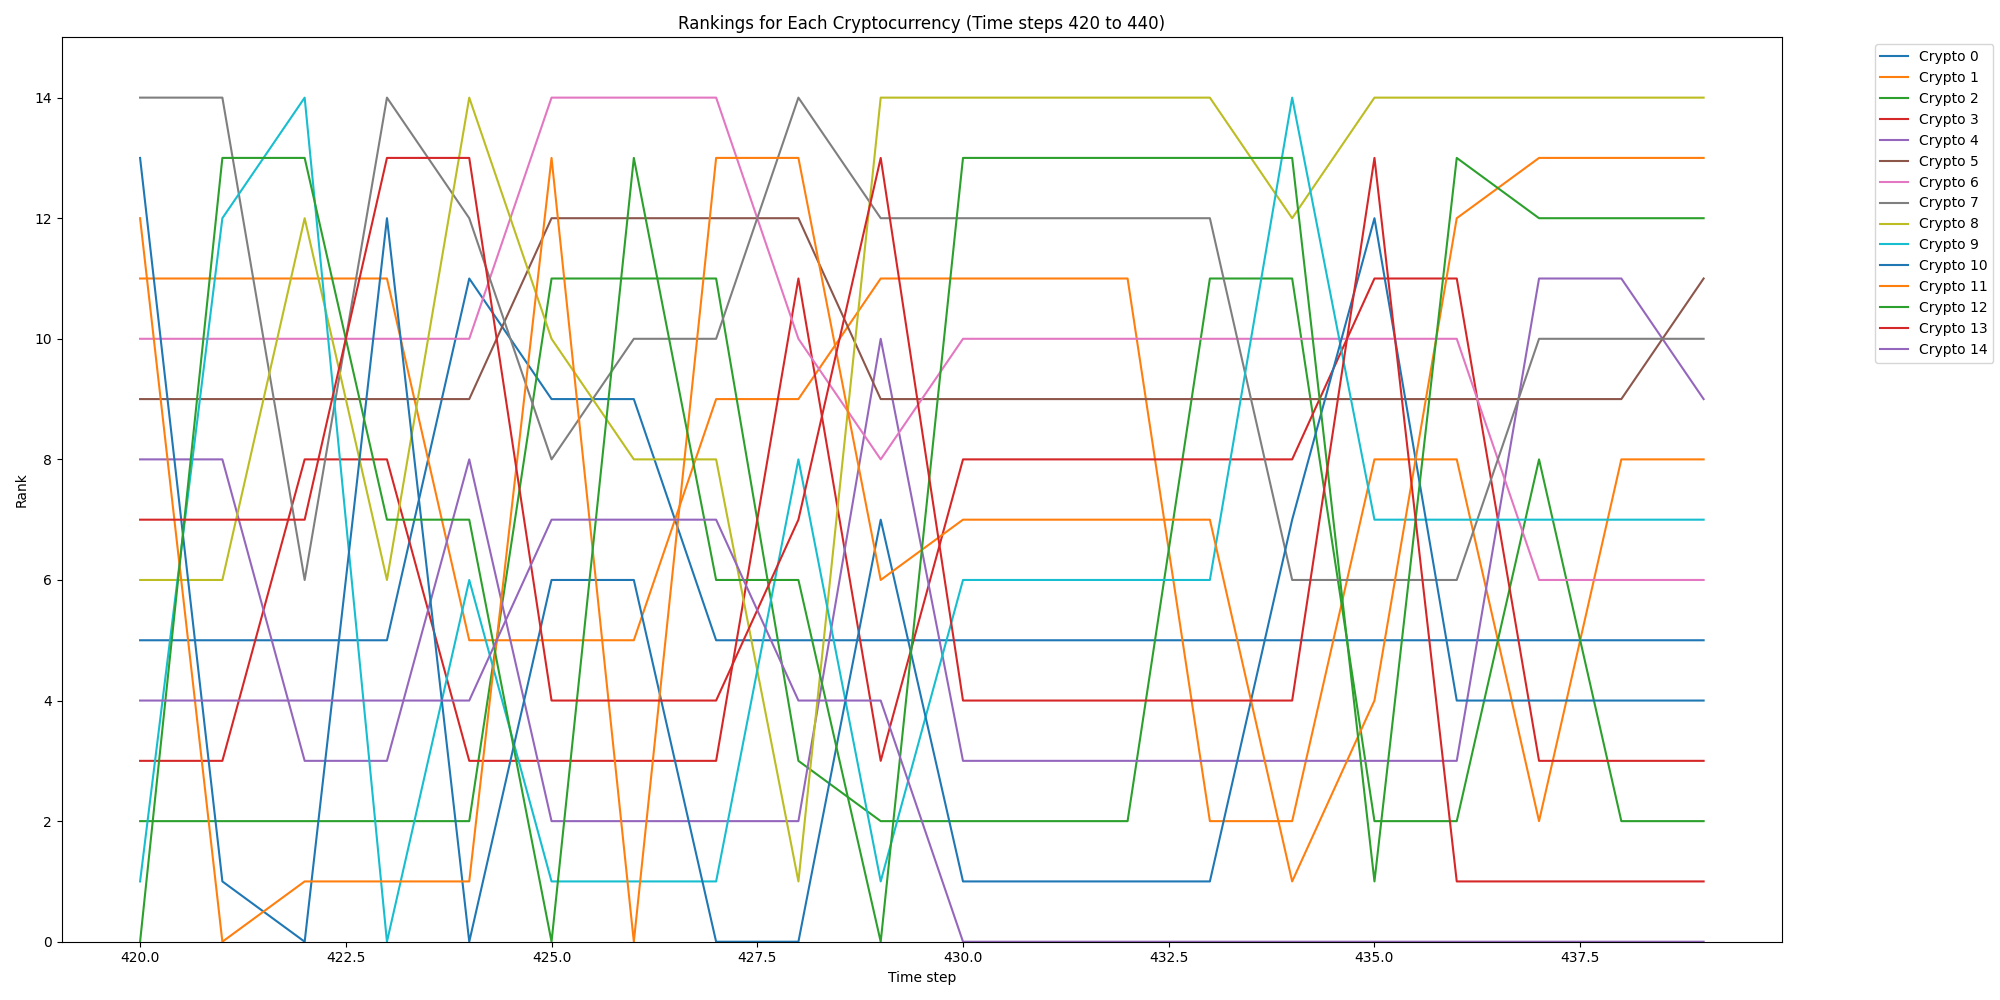 Rankings for Each Cryptocurrency (Time steps 420 to 440)
Rank
14
12
10
8
6
4
2
0
420.0 422.5 425.0 427.5 430.0 432.5 435.0 437.5
Time step
Crypto 0
Crypto 1
Crypto 2
Crypto 3
Crypto 4
Crypto 5
Crypto 6
Crypto 7
Crypto 8
Crypto 9
Crypto 10
Crypto 11
Crypto 12
Crypto 13
Crypto 14